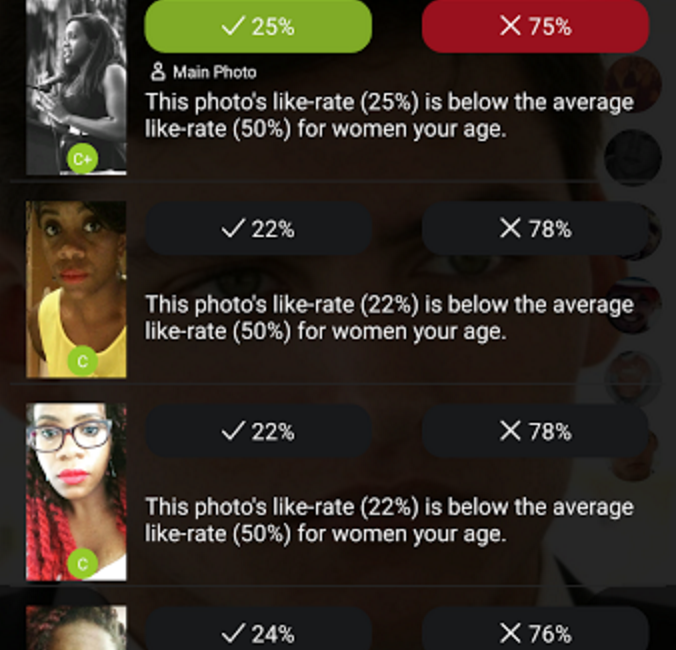 ✓ 25% ✕ 75%
Main Photo
This photo's like-rate (25%) is below the average
like-rate (50%) for women your age.
C+
✓ 22% ✕ 78%
This photo's like-rate (22%) is below the average
like-rate (50%) for women your age.
C
✓ 22% ✕ 78%
This photo's like-rate (22%) is below the average
like-rate (50%) for women your age.
C
✓ 24% ✕ 76%